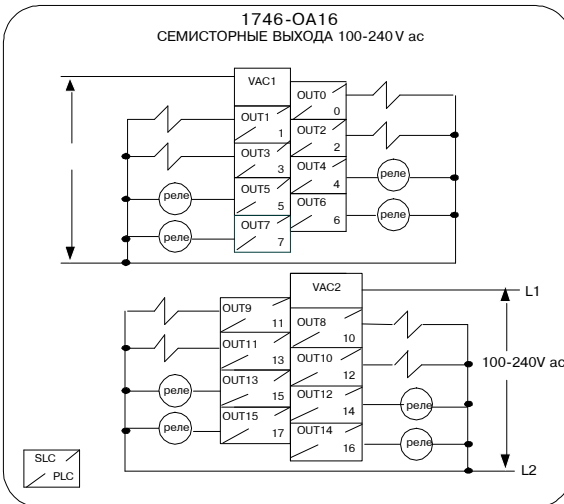 1746-OA16
СЕМИСТОРНЫЕ ВЫХОДА 100-240 V ac
VAC1
OUT0
0
OUT1
1
OUT2
2
OUT3
3
OUT4
4
реле
OUT5
5
реле
OUT6
6
реле
OUT7
7
реле
VAC2
L1
OUT9
11
OUT8
10
OUT11
13
OUT10
12
100-240V ac
OUT13
15
реле
OUT12
14
реле
OUT15
17
реле
OUT14
16
реле
SLC
PLC
L2